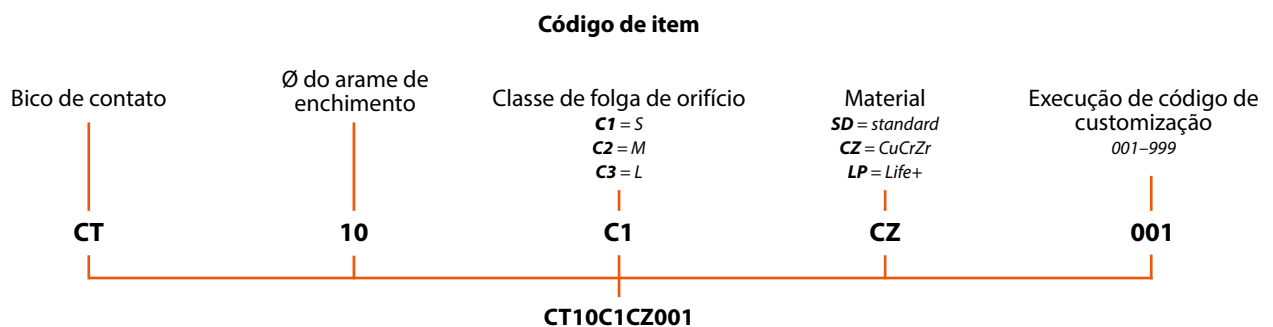 Código de item
Bico de contato
Ø do arame de
enchimento
Classe de folga de orifício
C1 = S
C2 = M
C3 = L
Material
SD = standard
CZ = CuCrZr
LP = Life+
Execução de código de
customização
001–999
CT
10
C1
CZ
001
CT10C1CZ001